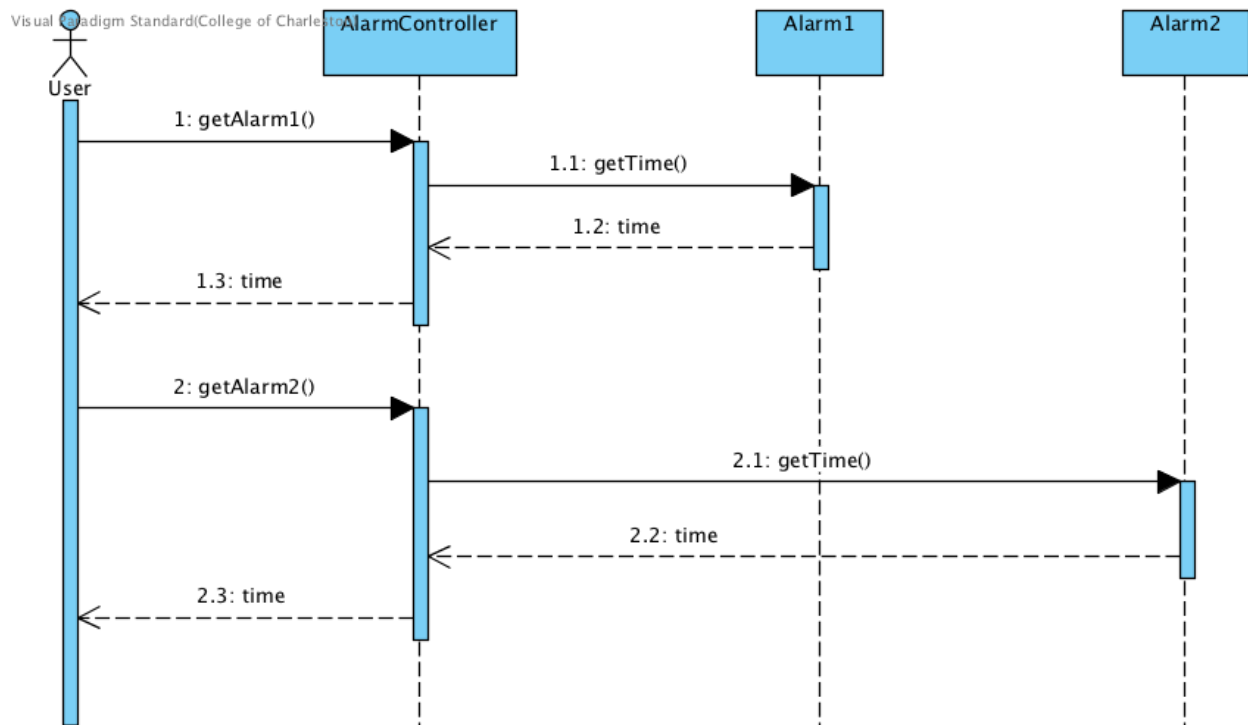 Visual Paradigm Standard(College of Charleston)
AlarmController
Alarm1
Alarm2
User
1: getAlarm1()
1.1: getTime()
1.2: time
1.3: time
2: getAlarm2()
2.1: getTime()
2.2: time
2.3: time